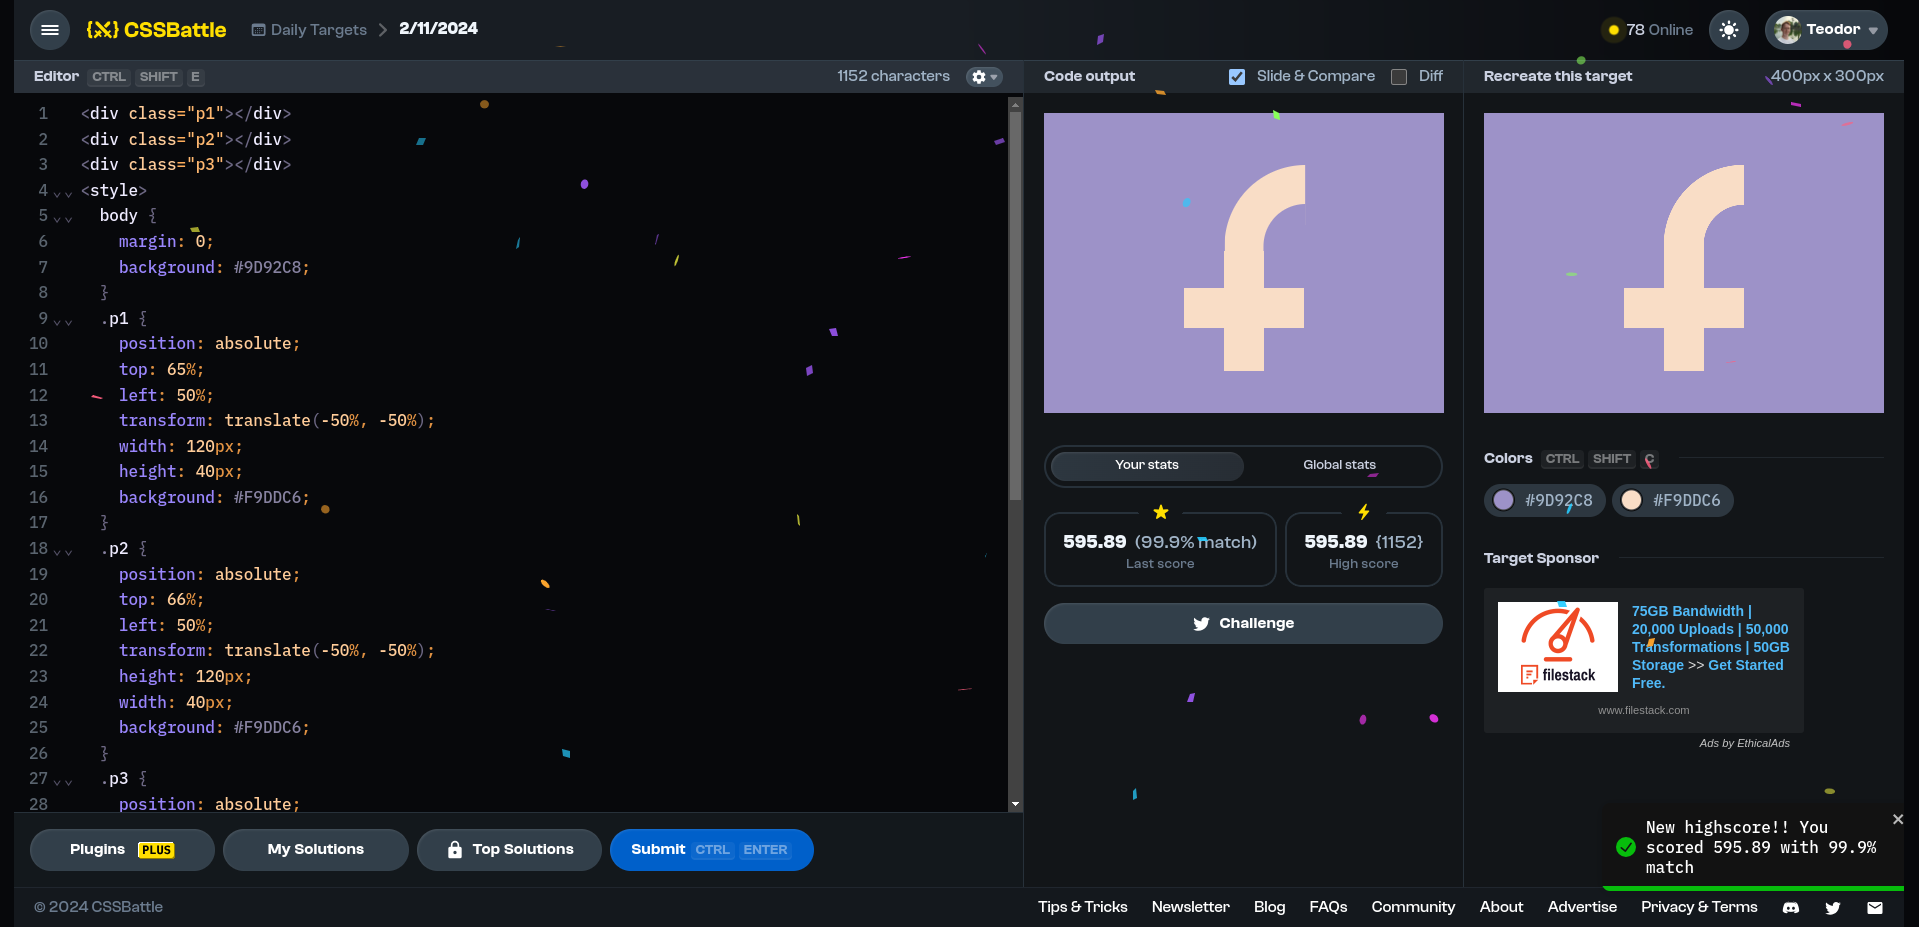 CSSBattle
Daily Targets
2/11/2024
78 Online
Teodor
Editor CTRL SHIFT E
1152 characters
Code output
Slide & Compare
Diff
Recreate this target
400px x 300px
1 <div class="p1"></div>
2 <div class="p2"></div>
3 <div class="p3"></div>
4 <style>
5 body {
6 margin: 0;
7 background: #9D92C8;
8 }
9 .p1 {
10 position: absolute;
11 top: 65%;
12 left: 50%;
13 transform: translate(-50%, -50%);
14 width: 120px;
15 height: 40px;
16 background: #F9DDC6;
17 }
18 .p2 {
19 position: absolute;
20 top: 66%;
21 left: 50%;
22 transform: translate(-50%, -50%);
23 height: 120px;
24 width: 40px;
25 background: #F9DDC6;
26 }
27 .p3 {
28 position: absolute;
Your stats
Global stats
595.89 (99.9% match)
Last score
595.89 {1152}
High score
Challenge
Colors CTRL SHIFT C
#9D92C8
#F9DDC6
Target Sponsor
filestack
75GB Bandwidth |
20,000 Uploads | 50,000
Transformations | 50GB
Storage >> Get Started
Free.
www.filestack.com
Ads by EthicalAds
New highscore!! You
scored 595.89 with 99.9%
match
Plugins PLUS
My Solutions
Top Solutions
Submit CTRL ENTER
© 2024 CSSBattle
Tips & Tricks
Newsletter
Blog
FAQs
Community
About
Advertise
Privacy & Terms